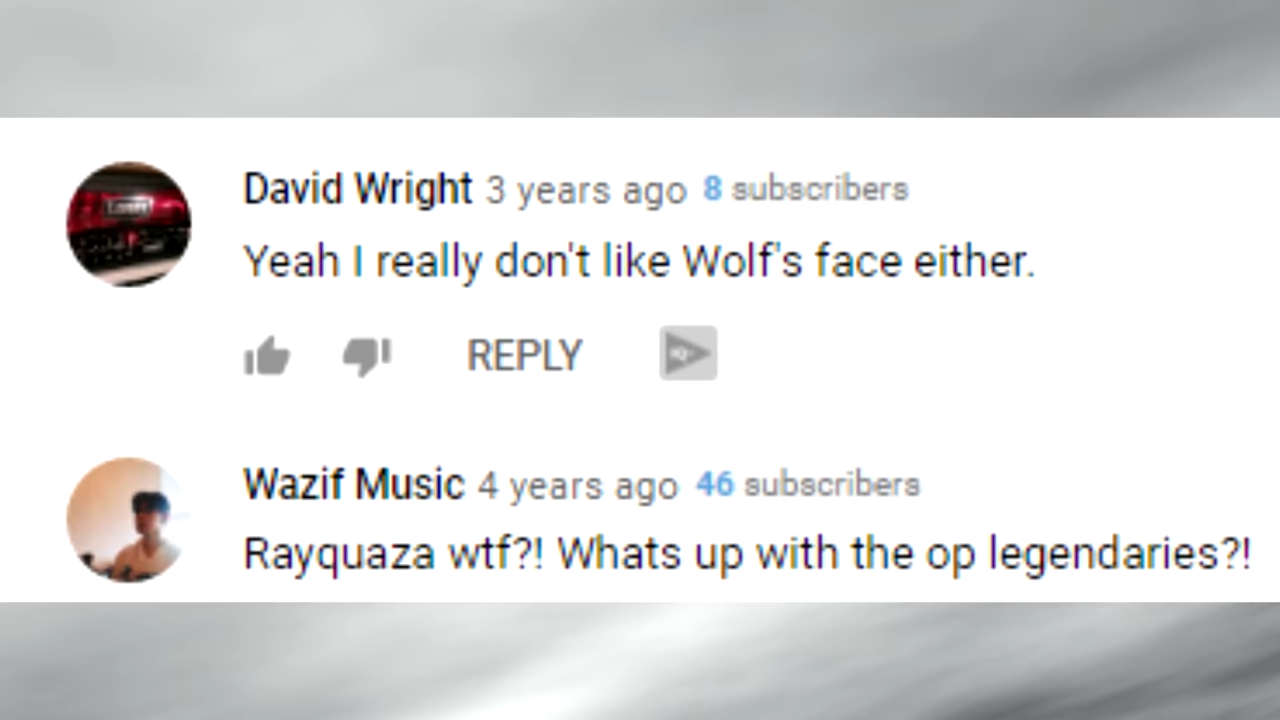 David Wright 3 years ago 8 subscribers
Yeah I really don't like Wolf's face either.
REPLY
Wazif Music 4 years ago 46 subscribers
Rayquaza wtf?! Whats up with the op legendaries?!